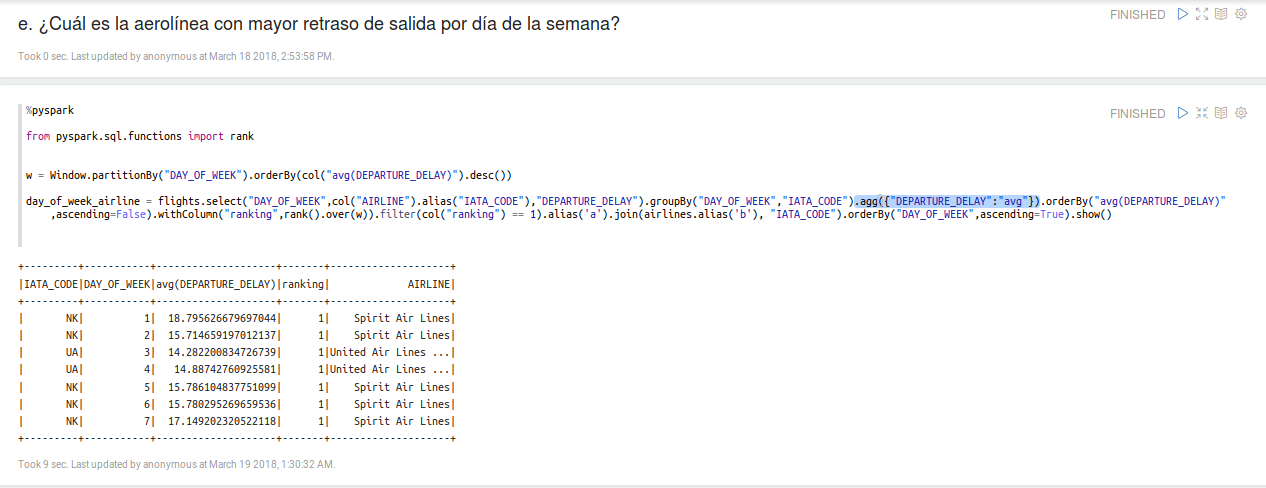 e. ¿Cuál es la aerolínea con mayor retraso de salida por día de la semana?
FINISHED
Took 0 sec. Last updated by anonymous at March 18 2018, 2:53:58 PM.
%pyspark
FINISHED
from pyspark.sql.functions import rank
w = Window.partitionBy("DAY_OF_WEEK").orderBy(col("avg(DEPARTURE_DELAY)").desc())
day_of_week_airline = flights.select("DAY_OF_WEEK",col("AIRLINE").alias("IATA_CODE"),"DEPARTURE_DELAY").groupBy("DAY_OF_WEEK","IATA_CODE").agg({"DEPARTURE_DELAY":"avg"}).orderBy("avg(DEPARTURE_DELAY)"
,ascending=False).withColumn("ranking",rank().over(w)).filter(col("ranking") == 1).alias('a').join(airlines.alias('b'), "IATA_CODE").orderBy("DAY_OF_WEEK",ascending=True).show()
+---------+-----------+--------------------+-------+--------------------+
|IATA_CODE|DAY_OF_WEEK|avg(DEPARTURE_DELAY)|ranking|             AIRLINE|
+---------+-----------+--------------------+-------+--------------------+
|       NK|          1|  18.795626679697044|      1|    Spirit Air Lines|
|       NK|          2|  15.714659197012137|      1|    Spirit Air Lines|
|       UA|          3|  14.282200834726739|      1|United Air Lines ...|
|       UA|          4|   14.88742760925581|      1|United Air Lines ...|
|       NK|          5|  15.786104837751099|      1|    Spirit Air Lines|
|       NK|          6|  15.780295269659536|      1|    Spirit Air Lines|
|       NK|          7|  17.149202320522118|      1|    Spirit Air Lines|
+---------+-----------+--------------------+-------+--------------------+
Took 9 sec. Last updated by anonymous at March 19 2018, 1:30:32 AM.